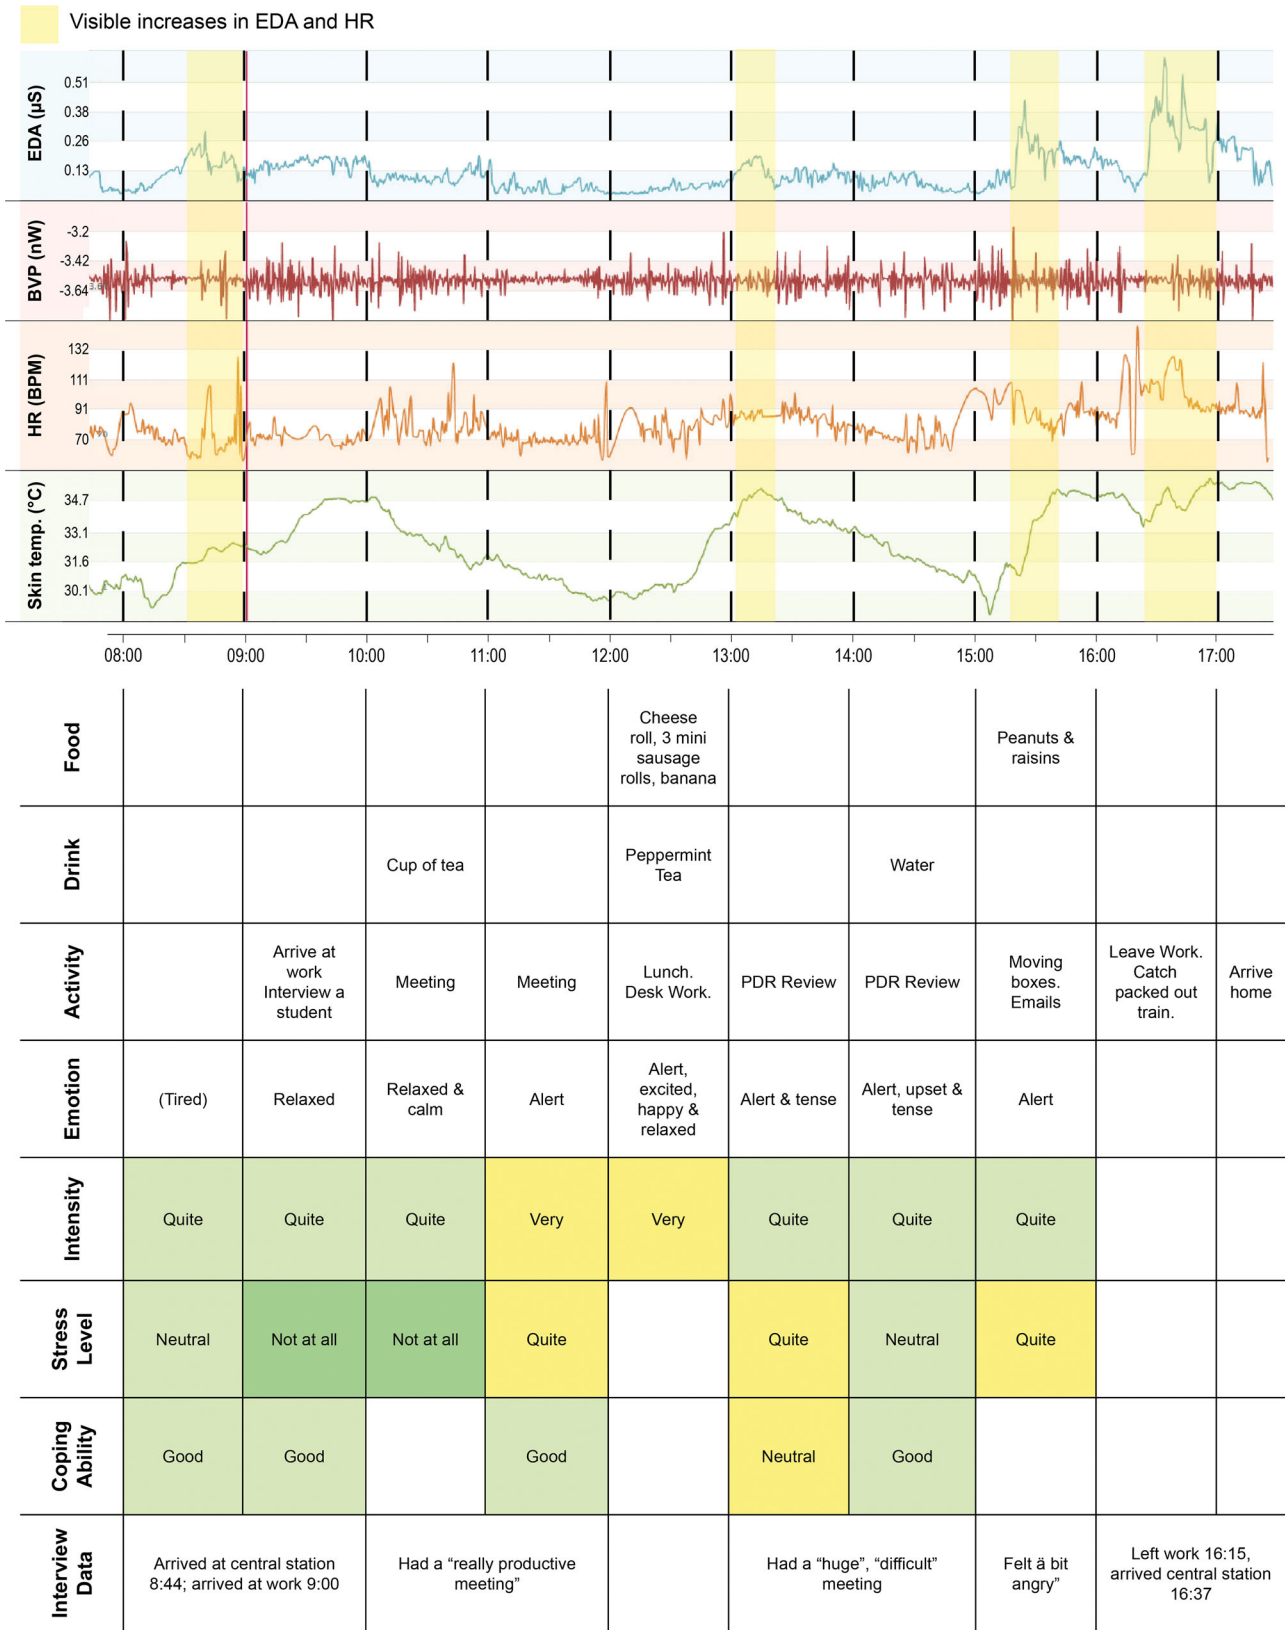 Visible increases in EDA and HR
EDA (µS)
0.51
0.38
0.26
0.13
BVP (nW)
-3.2
-3.42
-3.64
HR (BPM)
132
111
91
70
70
Skin temp. (°C)
34.7
33.1
31.6
30.1
08:00 09:00 10:00 11:00 12:00 13:00 14:00 15:00 16:00 17:00
Food
Cheese
roll, 3 mini
sausage
rolls, banana
Peanuts &
raisins
Drink
Cup of tea
Peppermint
Tea
Water
Activity
Arrive at
work
Interview a
student
Meeting
Meeting
Lunch.
Desk Work.
PDR Review
PDR Review
Moving
boxes.
Emails
Leave Work.
Catch
packed out
train.
Arrive
home
Emotion
(Tired)
Relaxed
Relaxed &
calm
Alert
Alert,
excited,
happy &
relaxed
Alert & tense
Alert, upset &
tense
Alert
Intensity
Quite
Quite
Quite
Very
Very
Quite
Quite
Quite
Stress
Level
Neutral
Not at all
Not at all
Quite
Quite
Neutral
Quite
Coping
Ability
Good
Good
Good
Neutral
Good
Interview
Data
Arrived at central station
8:44; arrived at work 9:00
Had a “really productive
meeting”
Had a “huge”, “difficult”
meeting
Felt ä bit
angry”
Left work 16:15,
arrived central station
16:37